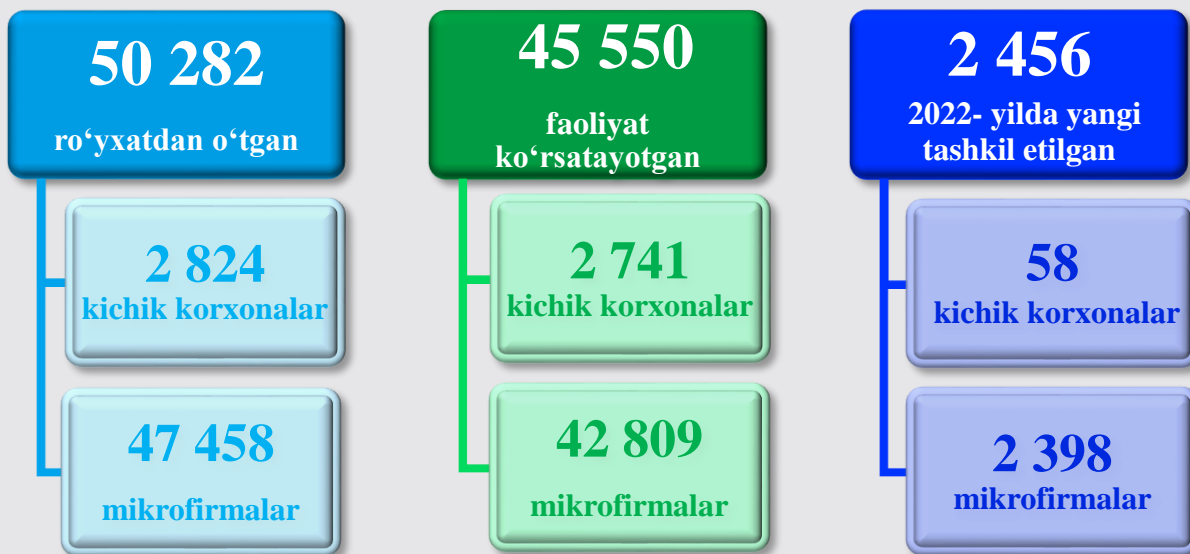 50 282
ro‘yxatdan o‘tgan
2 824
kichik korxonalar
47 458
mikrofirmalar
45 550
faoliyat
ko‘rsatayotgan
2 741
kichik korxonalar
42 809
mikrofirmalar
2 456
2022- yilda yangi
tashkil etilgan
58
kichik korxonalar
2 398
mikrofirmalar